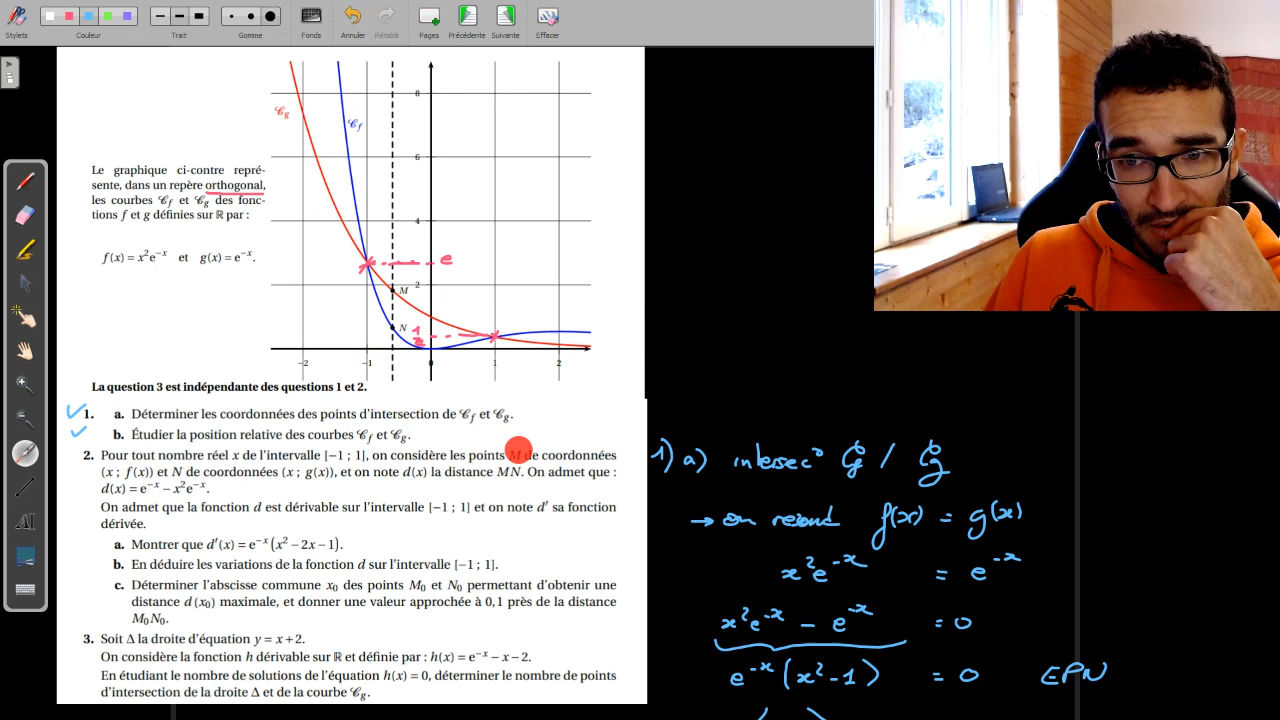 Stylets Couleur Trait Gomme Fonds Annuler Rétablir Pages Précédente Suivante Effacer
8
6
4
2
−2 −1 0 1 2
𝒞g
𝒞f
M
N
e
1
Le graphique ci-contre repré-
sente, dans un repère orthogonal,
les courbes 𝒞f et 𝒞g des fonc-
tions f et g définies sur ℝ par :
f(x) = x²e⁻ˣ et g(x) = e⁻ˣ.
La question 3 est indépendante des questions 1 et 2.
1. a. Déterminer les coordonnées des points d'intersection de 𝒞f et 𝒞g.
b. Étudier la position relative des courbes 𝒞f et 𝒞g.
2. Pour tout nombre réel x de l'intervalle [−1 ; 1], on considère les points M de coordonnées
(x ; f(x)) et N de coordonnées (x ; g(x)), et on note d(x) la distance MN. On admet que :
d(x) = e⁻ˣ − x²e⁻ˣ.
On admet que la fonction d est dérivable sur l'intervalle [−1 ; 1] et on note d′ sa fonction
dérivée.
a. Montrer que d′(x) = e⁻ˣ(x² − 2x − 1).
b. En déduire les variations de la fonction d sur l'intervalle [−1 ; 1].
c. Déterminer l'abscisse commune x₀ des points M₀ et N₀ permettant d'obtenir une
distance d(x₀) maximale, et donner une valeur approchée à 0,1 près de la distance
M₀N₀.
3. Soit Δ la droite d'équation y = x + 2.
On considère la fonction h dérivable sur ℝ et définie par : h(x) = e⁻ˣ − x − 2.
En étudiant le nombre de solutions de l'équation h(x) = 0, déterminer le nombre de points
d'intersection de la droite Δ et de la courbe 𝒞g.
1) a) intersec° 𝒞f / 𝒞g
→ on resoud f(x) = g(x)
x²e⁻ˣ = e⁻ˣ
x²e⁻ˣ − e⁻ˣ = 0
e⁻ˣ(x²−1) = 0 EPN